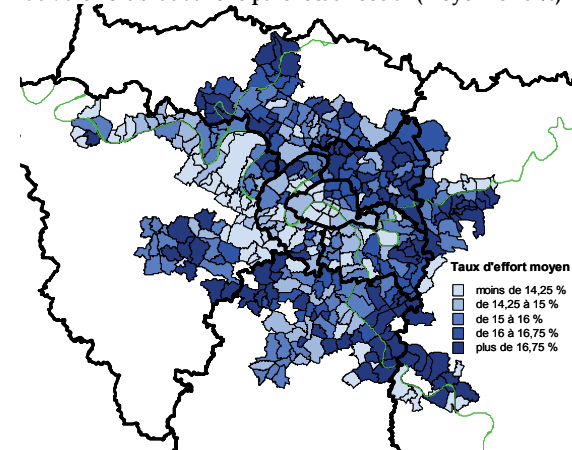 Taux d'effort moyen
moins de 14,25 %
de 14,25 à 15 %
de 15 à 16 %
de 16 à 16,75 %
plus de 16,75 %